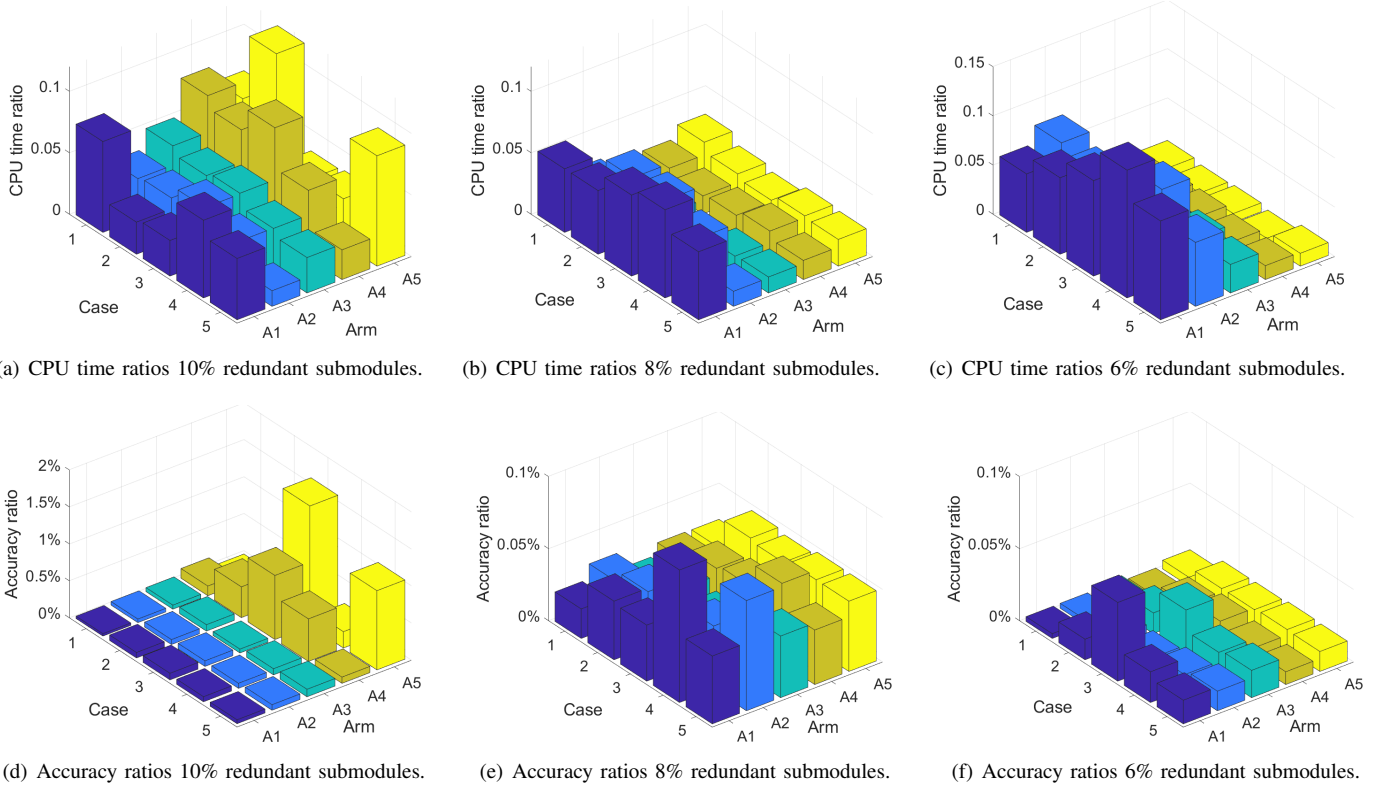 CPU time ratio
0.1
0.05
0
1
2
3
4
5
Case
A1
A2
A3
A4
A5
Arm
CPU time ratio
0.1
0.05
0
1
2
3
4
5
Case
A1
A2
A3
A4
A5
Arm
CPU time ratio
0.15
0.1
0.05
0
1
2
3
4
5
Case
A1
A2
A3
A4
A5
Arm
a) CPU time ratios 10% redundant submodules.
(b) CPU time ratios 8% redundant submodules.
(c) CPU time ratios 6% redundant submodules.
Accuracy ratio
2%
1.5%
1%
0.5%
0%
1
2
3
4
5
Case
A1
A2
A3
A4
A5
Arm
Accuracy ratio
0.1%
0.05%
0%
1
2
3
4
5
Case
A1
A2
A3
A4
A5
Arm
Accuracy ratio
0.1%
0.05%
0%
1
2
3
4
5
Case
A1
A2
A3
A4
A5
Arm
(d) Accuracy ratios 10% redundant submodules.
(e) Accuracy ratios 8% redundant submodules.
(f) Accuracy ratios 6% redundant submodules.